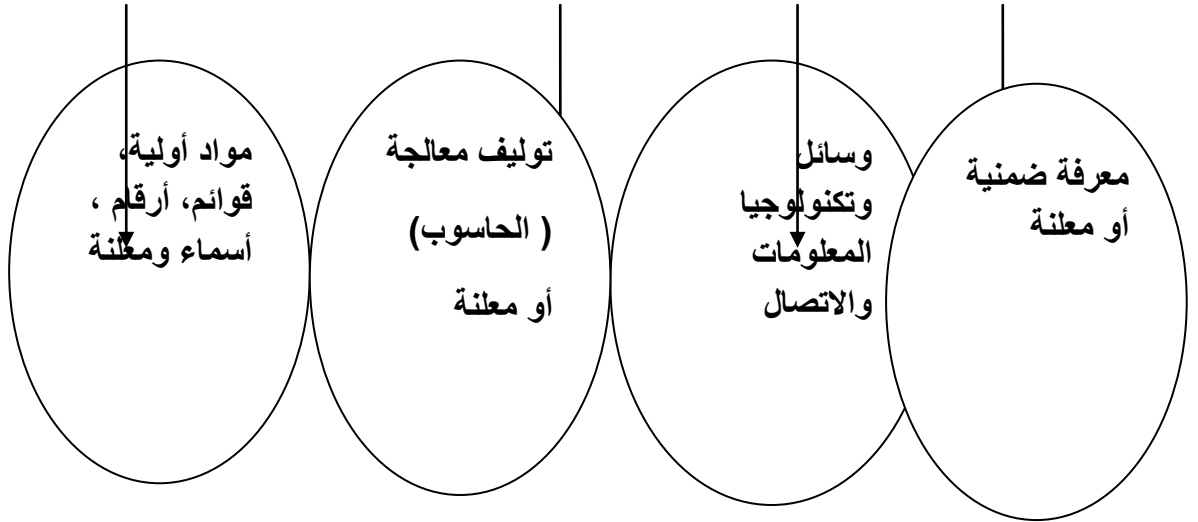 معرفة ضمنية
أو معلنة
وسائل
وتكنولوجيا
المعلومات
والاتصال
توليف معالجة
( الحاسوب)
أو معلنة
مواد أولية،
قوائم، أرقام ،
أسماء ومعلنة